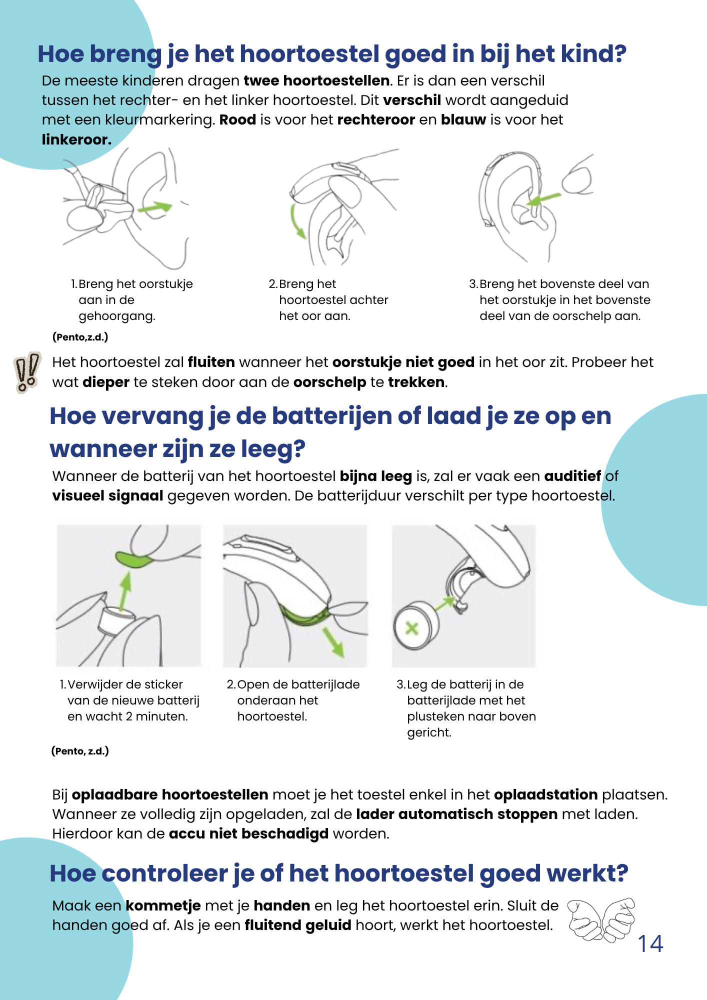 Hoe breng je het hoortoestel goed in bij het kind?
De meeste kinderen dragen twee hoortoestellen. Er is dan een verschil
tussen het rechter- en het linker hoortoestel. Dit verschil wordt aangeduid
met een kleurmarkering. Rood is voor het rechteroor en blauw is voor het
linkeroor.
1. Breng het oorstukje
aan in de
gehoorgang.
2. Breng het
hoortoestel achter
het oor aan.
3. Breng het bovenste deel van
het oorstukje in het bovenste
deel van de oorschelp aan.
(Pento,z.d.)
!!
Het hoortoestel zal fluiten wanneer het oorstukje niet goed in het oor zit. Probeer het
wat dieper te steken door aan de oorschelp te trekken.
Hoe vervang je de batterijen of laad je ze op en
wanneer zijn ze leeg?
Wanneer de batterij van het hoortoestel bijna leeg is, zal er vaak een auditief of
visueel signaal gegeven worden. De batterijduur verschilt per type hoortoestel.
1. Verwijder de sticker
van de nieuwe batterij
en wacht 2 minuten.
2. Open de batterijlade
onderaan het
hoortoestel.
3. Leg de batterij in de
batterijlade met het
plusteken naar boven
gericht.
(Pento, z.d.)
Bij oplaadbare hoortoestellen moet je het toestel enkel in het oplaadstation plaatsen.
Wanneer ze volledig zijn opgeladen, zal de lader automatisch stoppen met laden.
Hierdoor kan de accu niet beschadigd worden.
Hoe controleer je of het hoortoestel goed werkt?
Maak een kommetje met je handen en leg het hoortoestel erin. Sluit de
handen goed af. Als je een fluitend geluid hoort, werkt het hoortoestel.
14